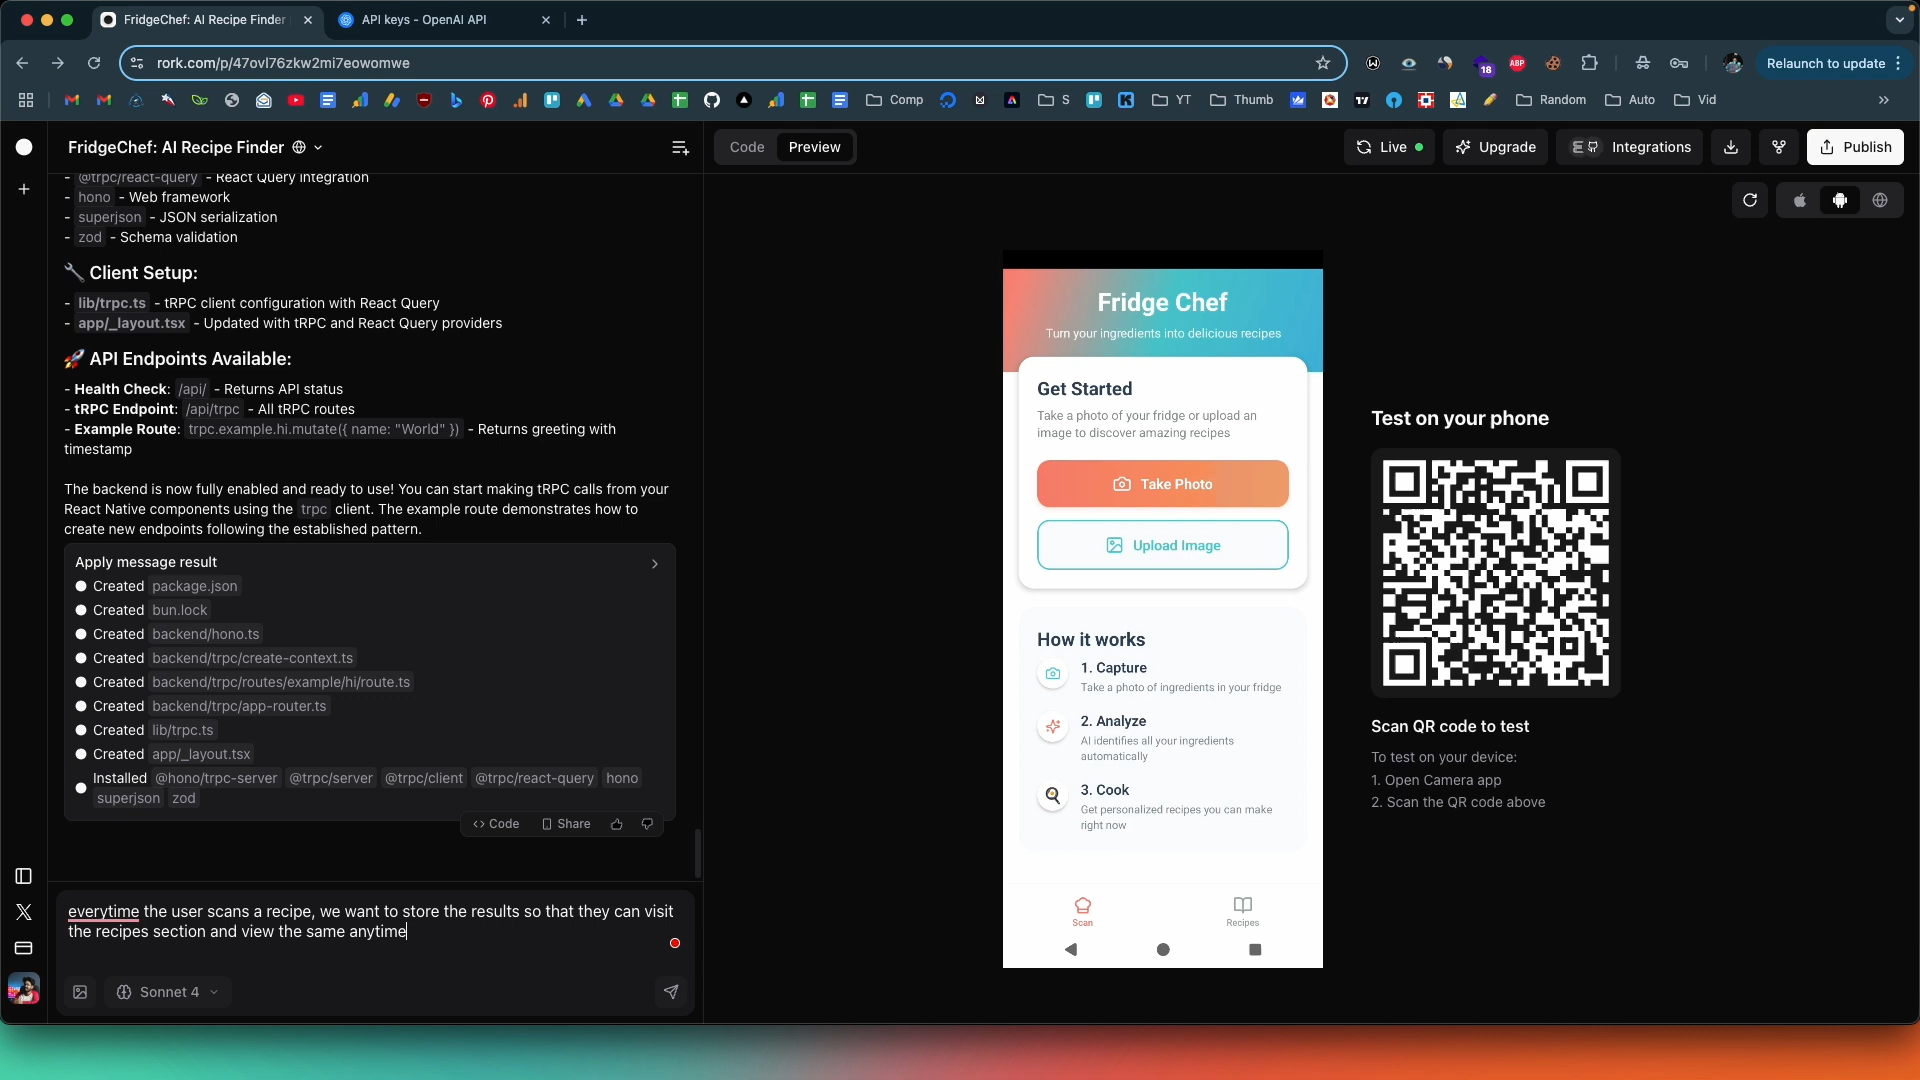 FridgeChef: AI Recipe Finder
API keys - OpenAI API
rork.com/p/47ovl76zkw2mi7eowomwe
18
ABP
Relaunch to update
Comp
S
YT
Thumb
Random
Auto
Vid
FridgeChef: AI Recipe Finder
Code
Preview
Live
Upgrade
Integrations
Publish
- @trpc/react-query - React Query integration
- hono - Web framework
- superjson - JSON serialization
- zod - Schema validation
🔧 Client Setup:
- lib/trpc.ts - tRPC client configuration with React Query
- app/_layout.tsx - Updated with tRPC and React Query providers
🚀 API Endpoints Available:
- Health Check: /api/ - Returns API status
- tRPC Endpoint: /api/trpc - All tRPC routes
- Example Route: trpc.example.hi.mutate({ name: "World" }) - Returns greeting with
timestamp
The backend is now fully enabled and ready to use! You can start making tRPC calls from your
React Native components using the trpc client. The example route demonstrates how to
create new endpoints following the established pattern.
Apply message result
Created package.json
Created bun.lock
Created backend/hono.ts
Created backend/trpc/create-context.ts
Created backend/trpc/routes/example/hi/route.ts
Created backend/trpc/app-router.ts
Created lib/trpc.ts
Created app/_layout.tsx
Installed @hono/trpc-server @trpc/server @trpc/client @trpc/react-query hono
superjson zod
Code
Share
everytime the user scans a recipe, we want to store the results so that they can visit
the recipes section and view the same anytime
Sonnet 4
Fridge Chef
Turn your ingredients into delicious recipes
Get Started
Take a photo of your fridge or upload an
image to discover amazing recipes
Take Photo
Upload Image
How it works
1. Capture
Take a photo of ingredients in your fridge
2. Analyze
AI identifies all your ingredients
automatically
3. Cook
Get personalized recipes you can make
right now
Scan
Recipes
Test on your phone
Scan QR code to test
To test on your device:
1. Open Camera app
2. Scan the QR code above